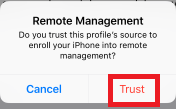 Remote Management
Do you trust this profile's source to
enroll your iPhone into remote
management?
Cancel
Trust